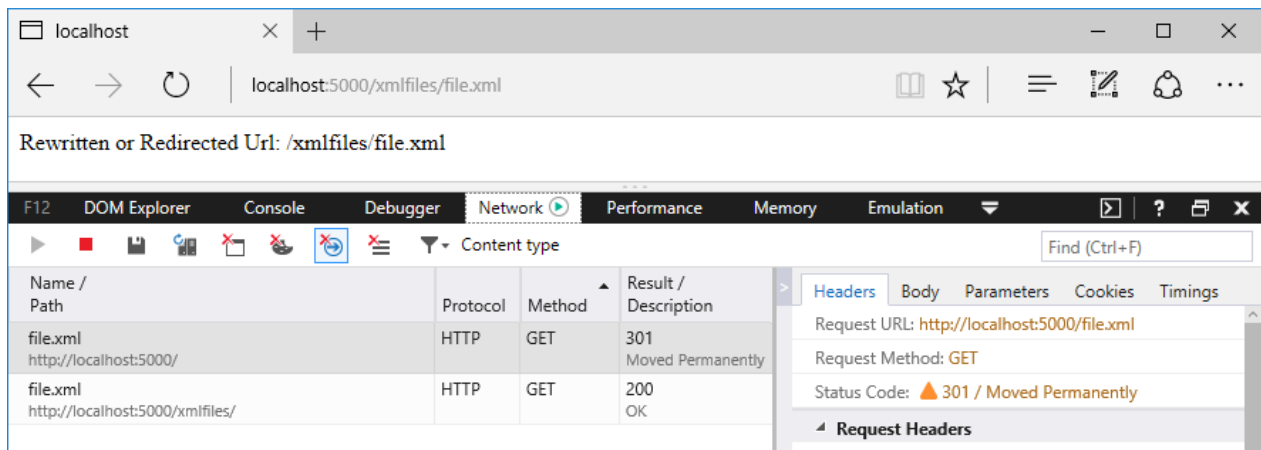 localhost
localhost:5000/xmlfiles/file.xml
Rewritten or Redirected Url: /xmlfiles/file.xml
F12 DOM Explorer Console Debugger Network Performance Memory Emulation ?
Content type Find (Ctrl+F)
Name / Path Protocol Method Result / Description
file.xml HTTP GET 301
http://localhost:5000/ Moved Permanently
file.xml HTTP GET 200
http://localhost:5000/xmlfiles/ OK
Headers Body Parameters Cookies Timings
Request URL: http://localhost:5000/file.xml
Request Method: GET
Status Code: 301 / Moved Permanently
Request Headers